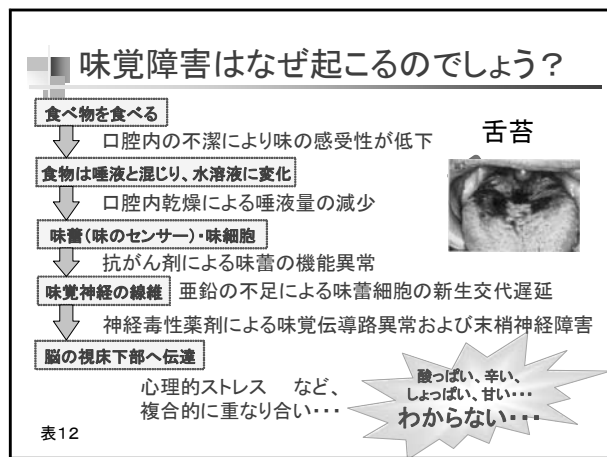 味覚障害はなぜ起こるのでしょう？
食べ物を食べる
口腔内の不潔により味の感受性が低下
舌苔
食物は唾液と混じり、水溶液に変化
口腔内乾燥による唾液量の減少
味蕾(味のセンサー)・味細胞
抗がん剤による味蕾の機能異常
味覚神経の線維
亜鉛の不足による味蕾細胞の新生交代遅延
神経毒性薬剤による味覚伝導路異常および末梢神経障害
脳の視床下部へ伝達
心理的ストレス　など、
複合的に重なり合い・・・
酸っぱい、辛い、
しょっぱい、甘い・・・
わからない・・・
表12